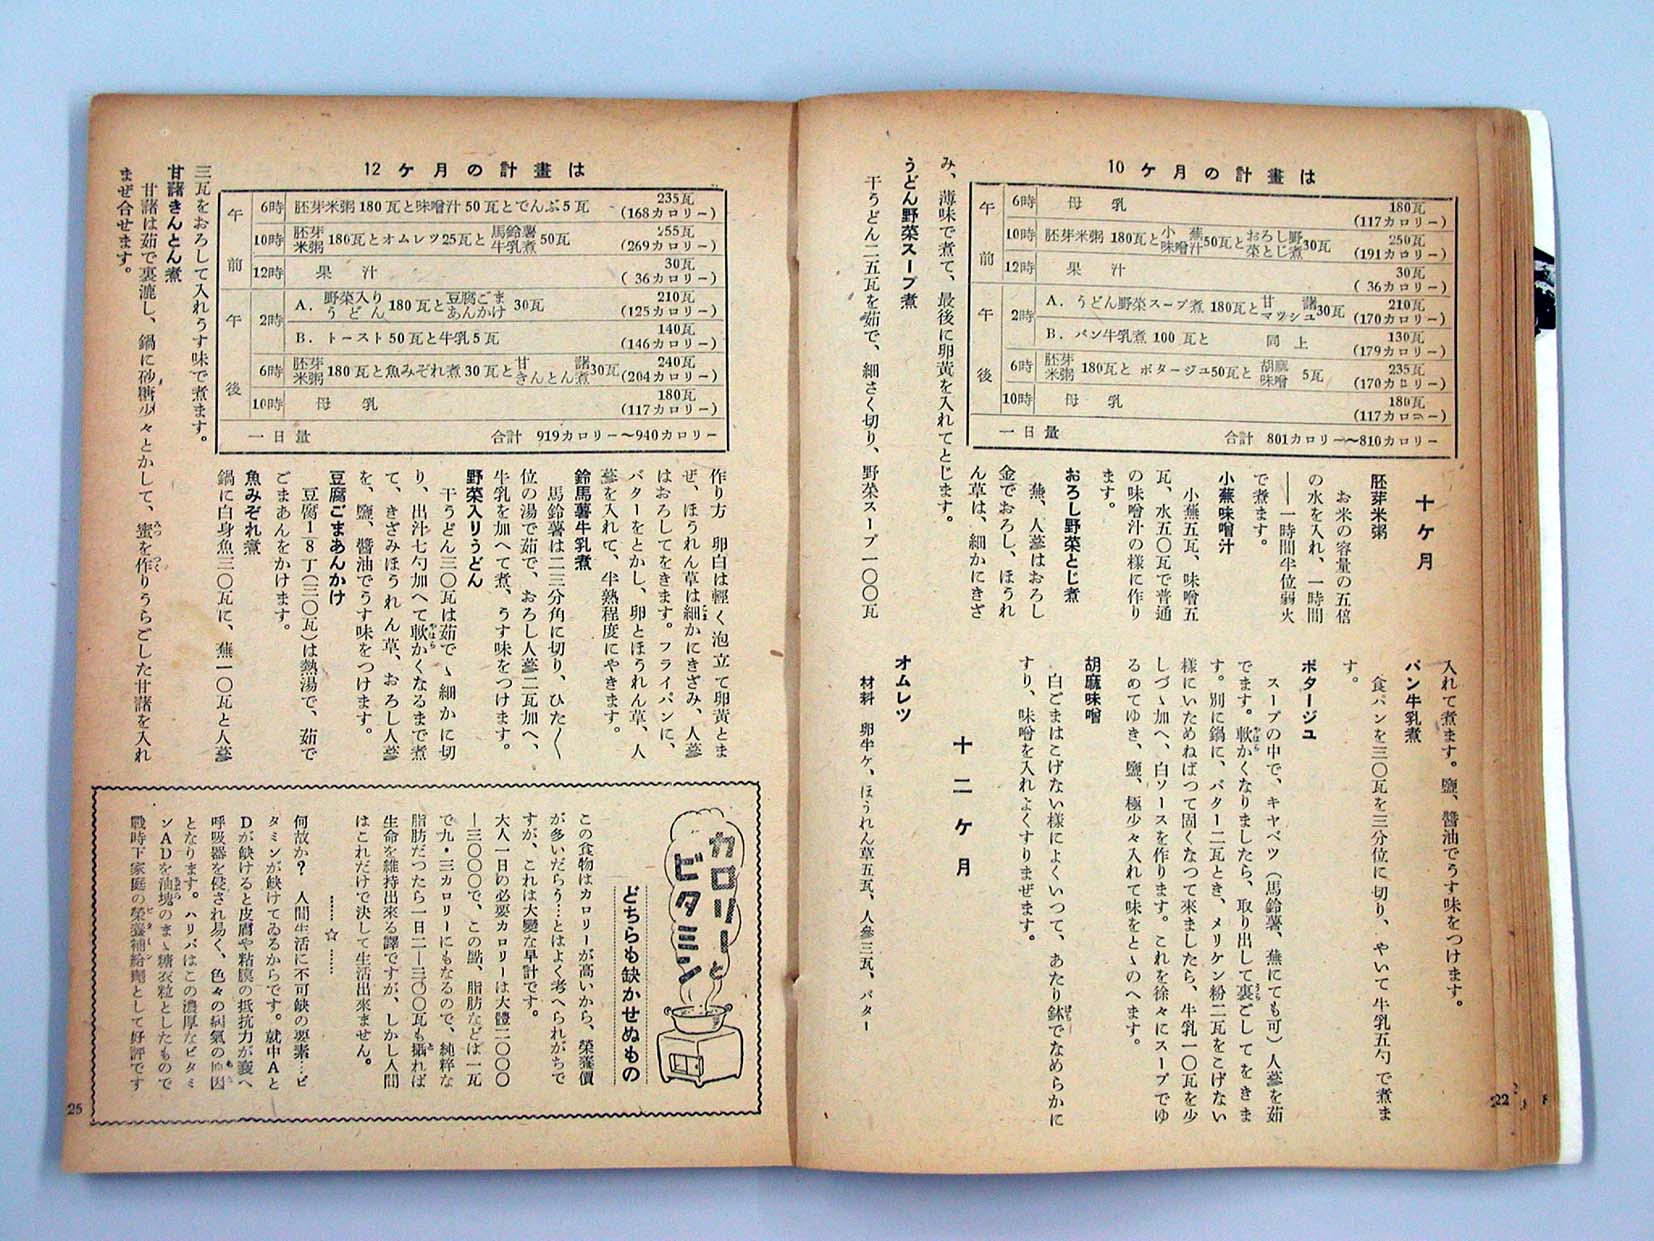 10ケ月の計畫は
午前 6時 母乳 180瓦 (117カロリー)
10時 胚芽米粥 180瓦と小蕪味噌汁50瓦とおろし野菜とじ煮30瓦 250瓦 (191カロリー)
12時 果汁 30瓦 ( 36カロリー)
午後 2時 A. うどん野菜スープ煮 180瓦と甘諸マツシユ30瓦 210瓦 (170カロリー)
B. パン牛乳煮 100 瓦と 同上 130瓦 (179カロリー)
6時 胚芽米粥 180瓦と ポタージユ50瓦と胡麻味噌 5瓦 235瓦 (170カロリー)
10時 母乳 180瓦 (117カロリー)
一日量 合計 801カロリー〜810カロリー
十ケ月
胚芽米粥
お米の容量の五倍
の水を入れ、一時間
――一時間半位弱火
で煮ます。
小蕪味噌汁
小蕪五瓦、味噌五
瓦、水五〇瓦で普通
の味噌汁の様に作り
ます。
おろし野菜とじ煮
蕪、人蔘はおろし
金でおろし、ほうれ
ん草は、細かにきざ
み、薄味で煮て、最後に卵黃を入れてとじます。
うどん野菜スープ煮
干うどん二五瓦を茹で、細さく切り、野菜スープ一〇〇瓦
入れて煮ます。鹽、醬油でうす味をつけます。
パン牛乳煮
食パンを三〇瓦を三分位に切り、やいて牛乳五勺で煮ま
す。
ポタージユ
スープの中で、キヤベツ（馬鈴薯、蕪にても可）人蔘を茹
でます。軟かくなりましたら、取り出して裏ごしてをきま
す。別に鍋に、バター二瓦とき、メリケン粉二瓦をこげない
樣にいためねばつて固くなつて來ましたら、牛乳一〇瓦を少
しづゝ加へ、白ソースを作ります。これを徐々にスープでゆ
るめてゆき、鹽、極少々入れて味をとゝのへます。
胡麻味噌
白ごまはこげない樣によくいつて、あたり鉢でなめらかに
すり、味噌を入れよくすりまぜます。
十二ケ月
オムレツ
材料 卵半ケ、ほうれん草五瓦、人參三瓦、バター
22
12ケ月の計畫は
午前 6時 胚芽米粥180瓦と味噌汁50瓦とでんぶ5瓦 235瓦 (168カロリー)
10時 胚芽米粥 180瓦とオムレツ25瓦と馬鈴薯牛乳煮 50瓦 255瓦 (269カロリー)
12時 果汁 30瓦 ( 36カロリー)
午後 2時 A. 野菜入りうどん 180瓦と豆腐ごまあんかけ 30瓦 210瓦 (125カロリー)
B. トースト50瓦と牛乳5瓦 140瓦 (146カロリー)
6時 胚芽米粥 180瓦と魚みぞれ煮30瓦と甘諸きんとん煮30瓦 240瓦 (204カロリー)
10時 母乳 180瓦 (117カロリー)
一日量 合計 919カロリー〜940カロリー
作り方 卵白は輕く泡立て卵黃とま
ぜ、ほうれん草は細かにきざみ、人蔘
はおろしてをきます。フライパンに、
バターをとかし、卵とほうれん草、人
蔘を入れて、半熟程度にやきます。
鈴馬薯牛乳煮
馬鈴薯は二三分角に切り、ひた〱
位の湯で茹で、おろし人蔘二瓦加へ、
牛乳を加へて煮、うす味をつけます。
野菜入りうどん
干うどん三〇瓦は茹でゝ細かに切
り、出汁七勺加へて軟かくなるまで煮
て、きざみほうれん草、おろし人蔘
を、鹽、醬油でうす味をつけます。
豆腐ごまあんかけ
豆腐1/8丁（三〇瓦）は熱湯で、茹で
ごまあんをかけます。
魚みぞれ煮
鍋に白身魚三〇瓦に、蕪一〇瓦と人蔘
三瓦をおろして入れうす味で煮ます。
甘諸きんとん煮
甘諸は茹で裏漉し、鍋に砂糖少々とかして、蜜を作りうらごした甘諸を入れ
まぜ合せます。
カロリーと
ビタミン
どちらも缺かせぬもの
この食物はカロリーが高いから、榮養價
が多いだらう…とはよく考へられがちで
すが、これは大變な早計です。
大人一日の必要カロリーは大體二〇〇〇
―三〇〇〇で、この點、脂肪などは一瓦
で九・三カロリーにもなるので、純粹な
脂肪だつたら一日二―三〇〇瓦も攝れば
生命を維持出來る譯ですが、しかし人間
はこれだけで決して生活出來ません。
……☆……
何故か? 人間生活に不可缺の要素…ビ
タミンが缺けてゐるからです。就中Aと
Dが缺けると皮膚や粘膜の抵抗力が衰へ
呼吸器を侵され易く、色々の病氣の原因
となります。ハリバはこの濃厚なビタミ
ンADを油塊のまゝ糖衣粒としたもので
戰時下家庭の榮養補給劑として好評です
25